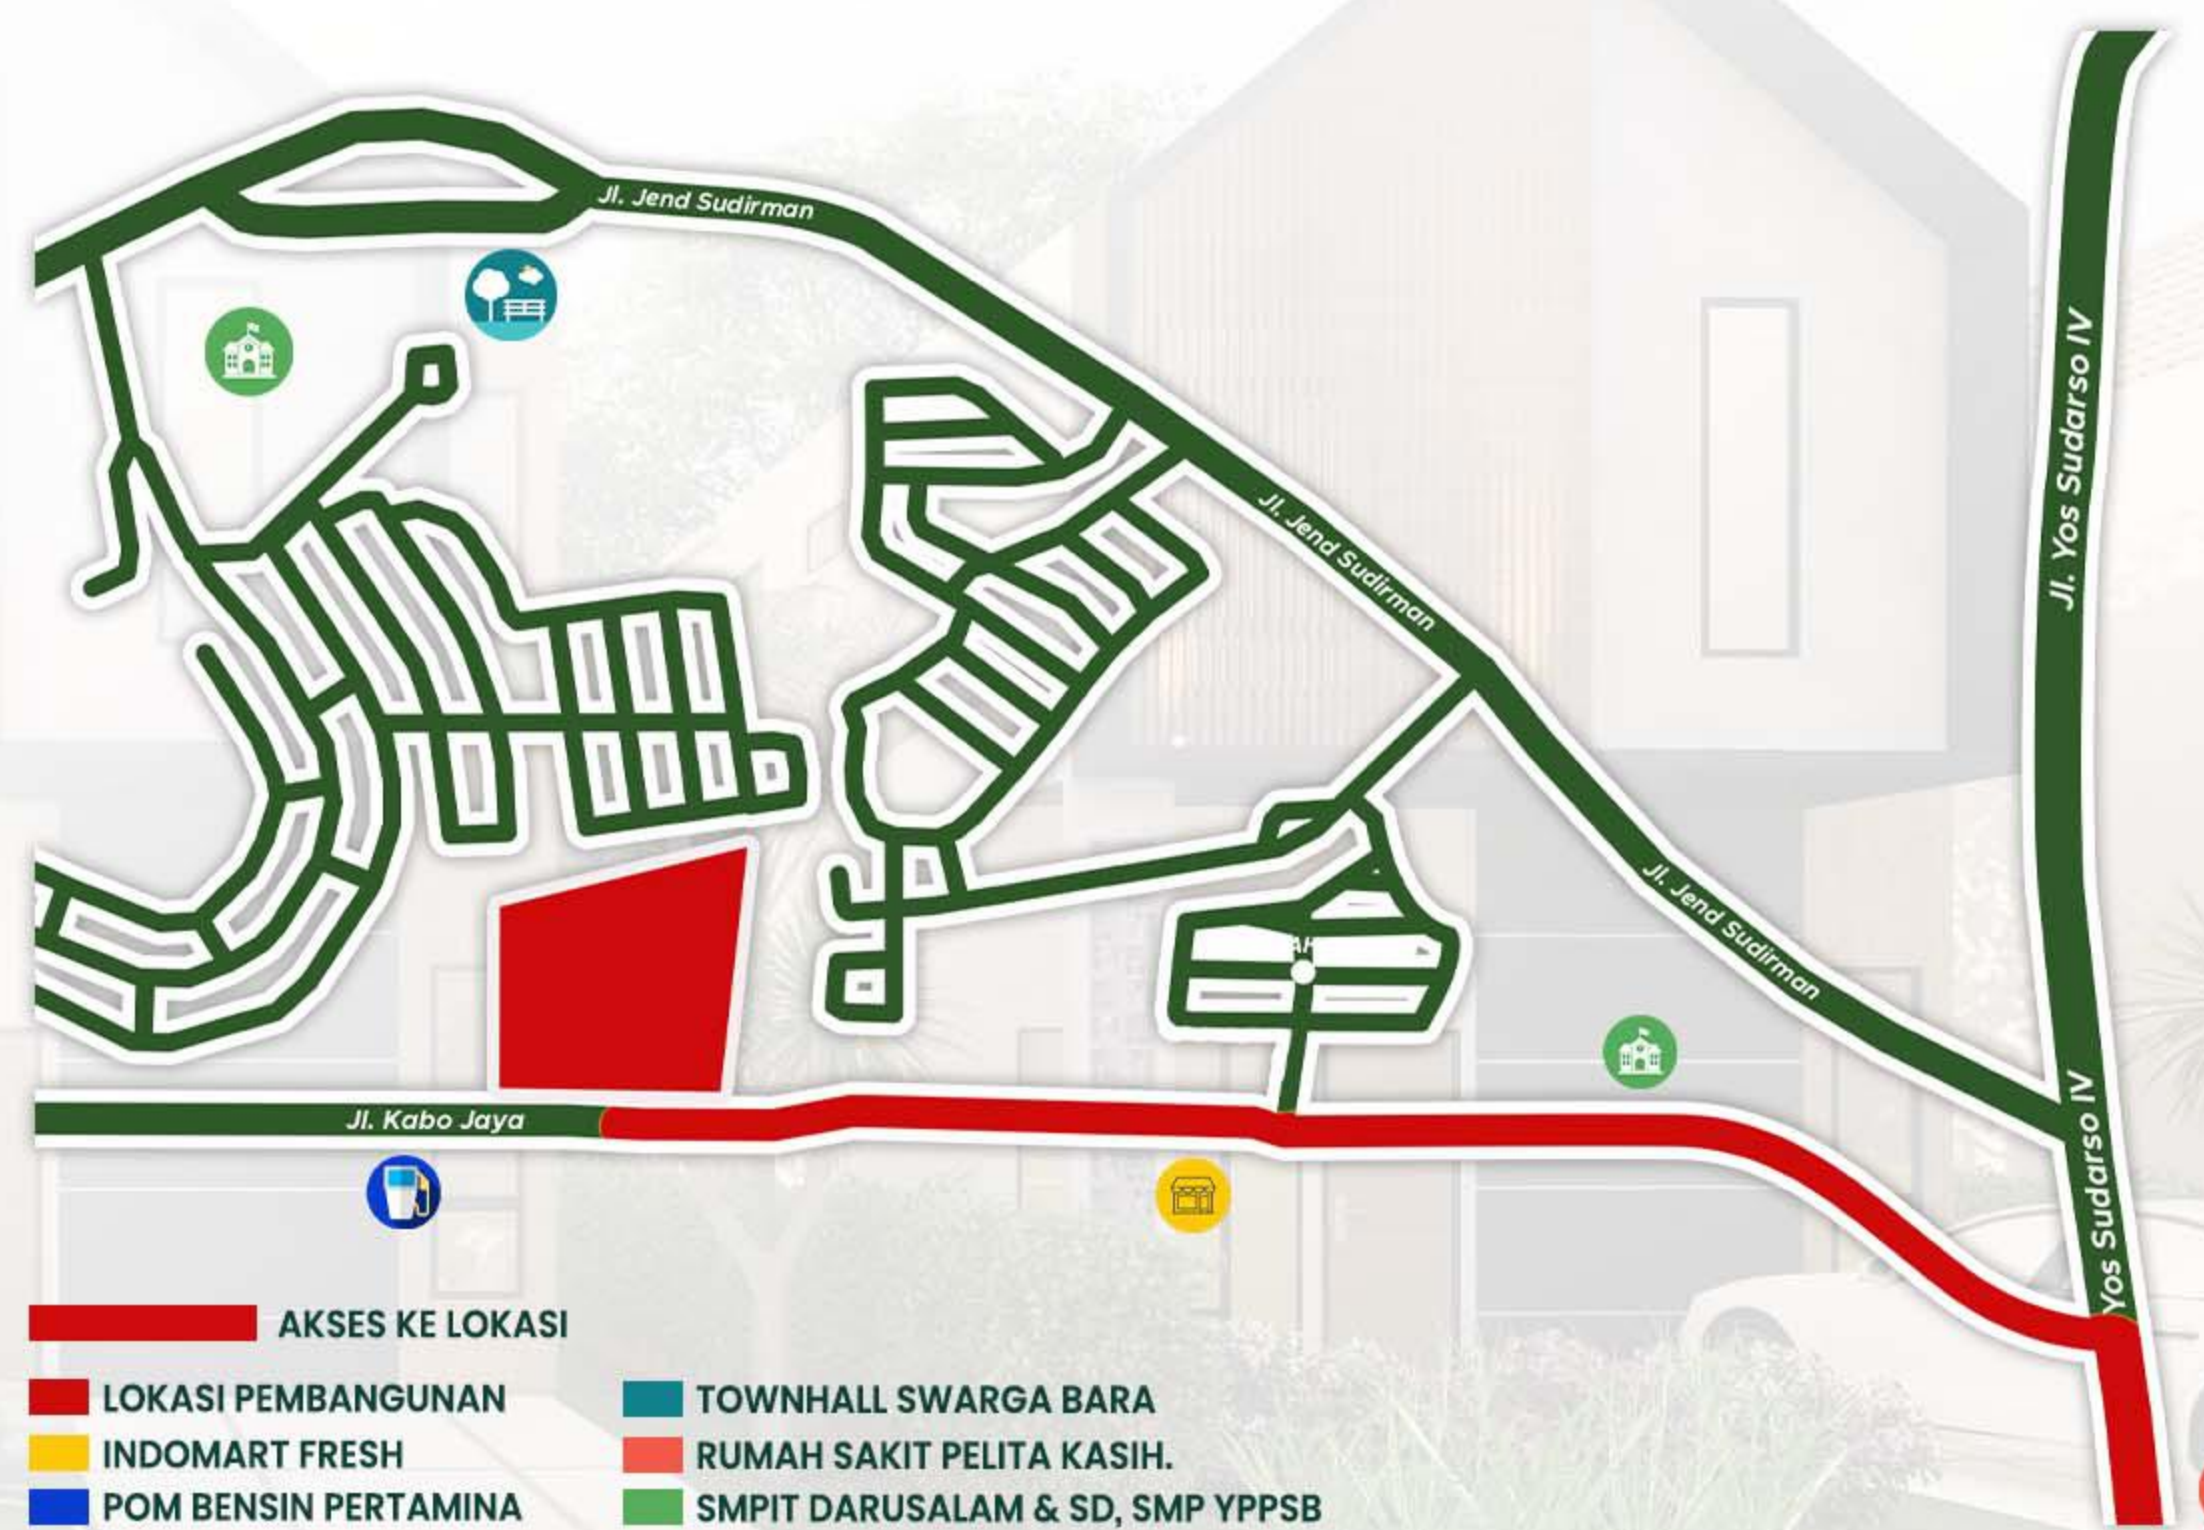 Jl. Jend Sudirman
Jl. Yos Sudarso IV
Jl. Jend Sudirman
Jl. Jend Sudirman
AH
Jl. Kabo Jaya
Yos Sudarso IV
AKSES KE LOKASI
LOKASI PEMBANGUNAN
INDOMART FRESH
POM BENSIN PERTAMINA
TOWNHALL SWARGA BARA
RUMAH SAKIT PELITA KASIH.
SMPIT DARUSALAM & SD, SMP YPPSB